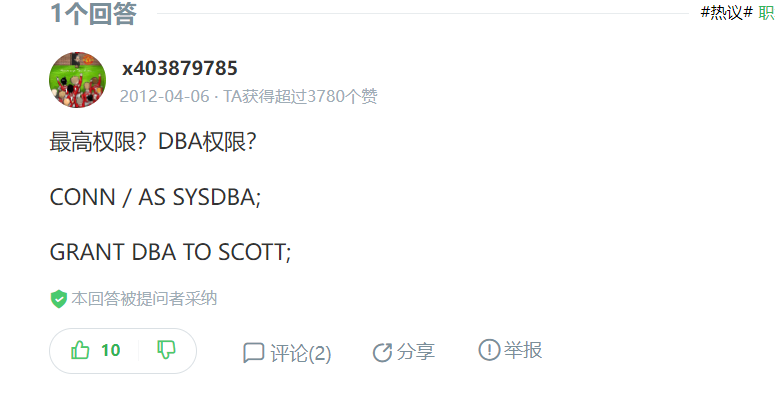 1个回答
#热议# 职
x403879785
2012-04-06 · TA获得超过3780个赞
最高权限？DBA权限？
CONN / AS SYSDBA;
GRANT DBA TO SCOTT;
本回答被提问者采纳
10 评论(2) 分享 举报